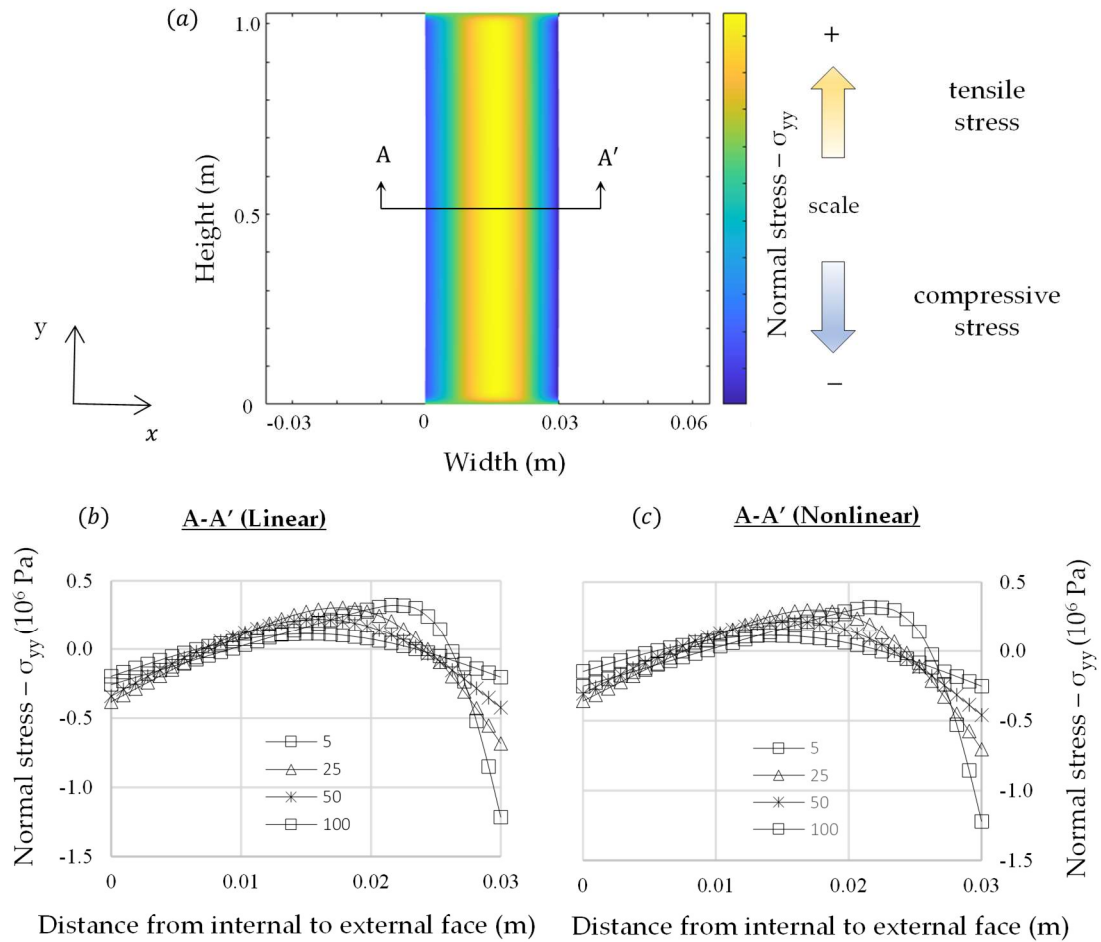 (a)
1.0
0.5
0
Height (m)
-0.03
0
0.03
0.06
Width (m)
A
A'
y
x
Normal stress – σyy
+
tensile
stress
scale
compressive
stress
–
(b)
A-A' (Linear)
Normal stress – σyy (10⁶ Pa)
0.5
0.0
-0.5
-1.0
-1.5
5
25
50
100
0
0.01
0.02
0.03
Distance from internal to external face (m)
(c)
A-A' (Nonlinear)
0.5
0.0
-0.5
-1.0
-1.5
Normal stress – σyy (10⁶ Pa)
5
25
50
100
0
0.01
0.02
0.03
Distance from internal to external face (m)